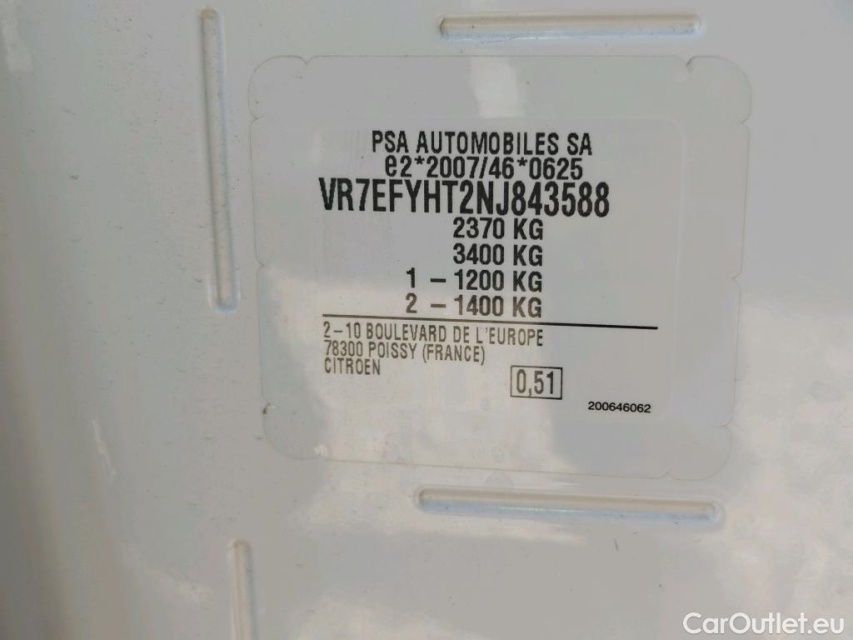 PSA AUTOMOBILES SA
e2*2007/46*0625
VR7EFYHT2NJ843588
2370 KG
3400 KG
1 - 1200 KG
2 - 1400 KG
2-10 BOULEVARD DE L'EUROPE
78300 POISSY (FRANCE)
CITROEN
0,51
200646062
CarOutlet.eu